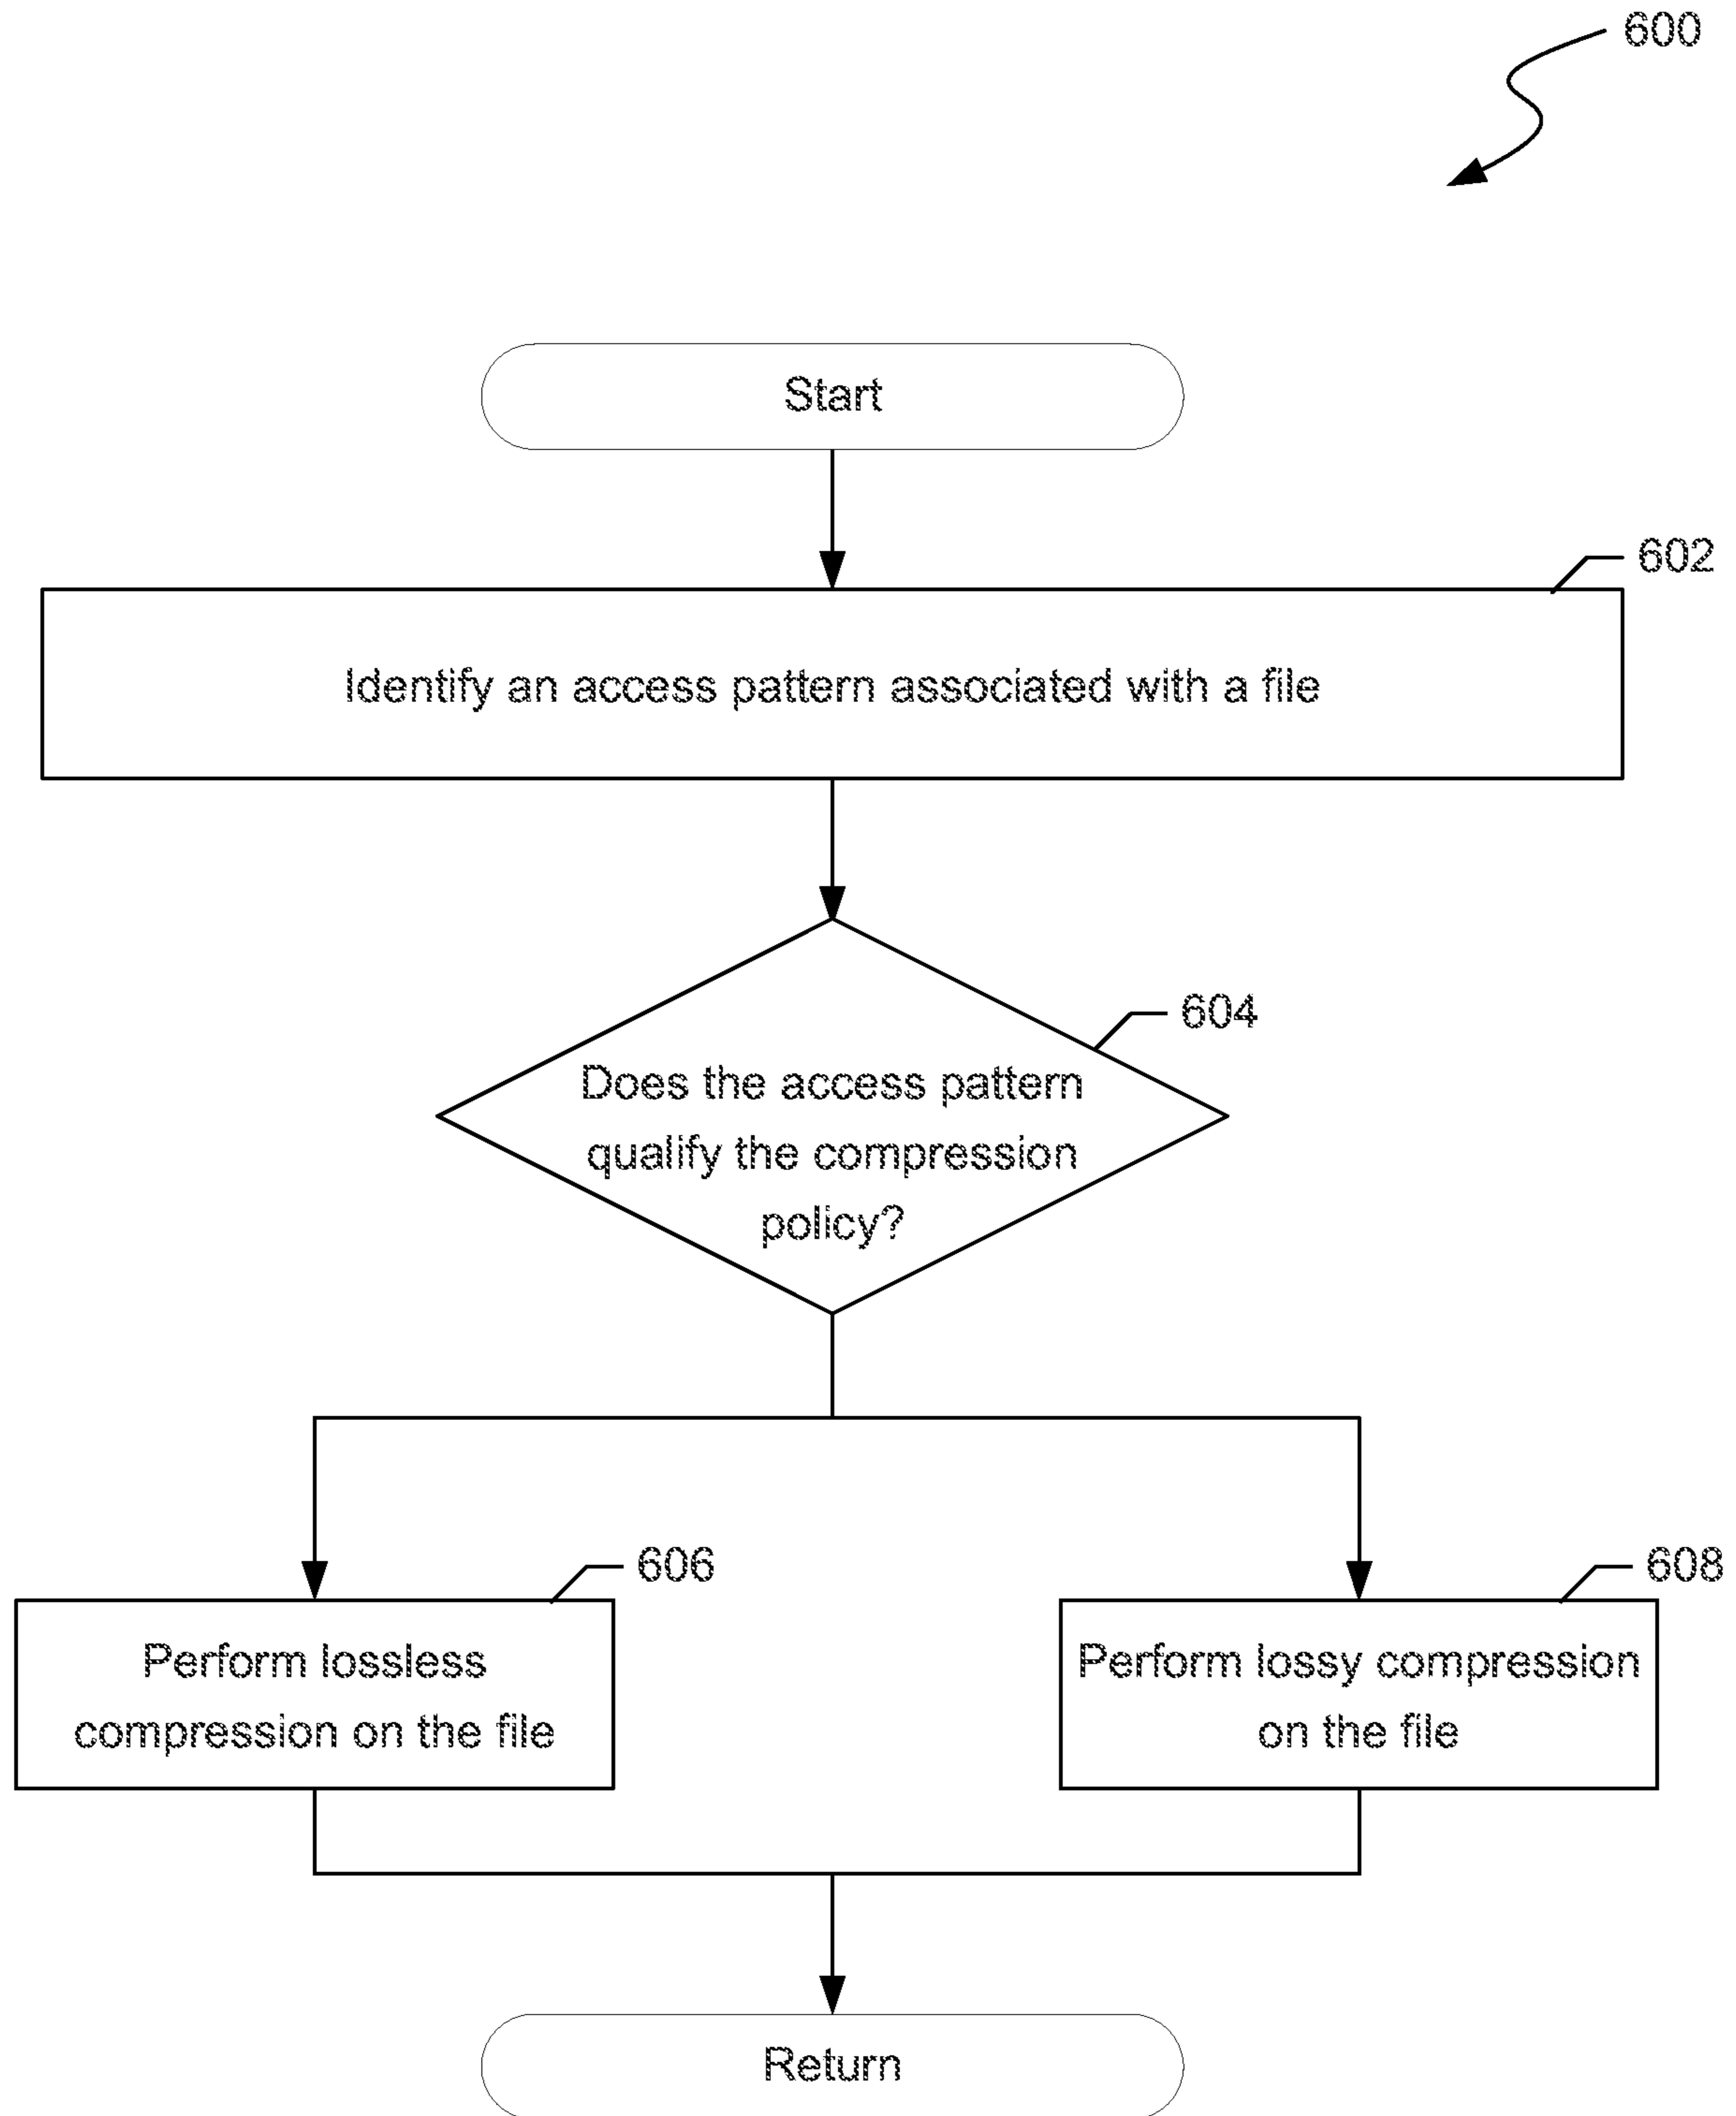 600
Start
602
Identify an access pattern associated with a file
604
Does the access pattern
qualify the compression
policy?
606
Perform lossless
compression on the file
608
Perform lossy compression
on the file
Return